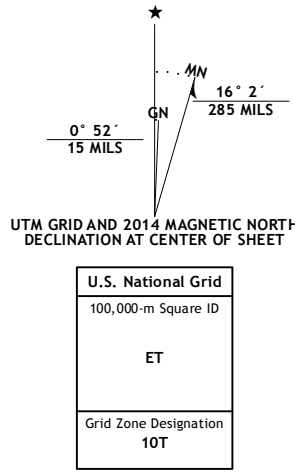 ★
MN
GN
16° 2´
285 MILS
0° 52´
15 MILS
UTM GRID AND 2014 MAGNETIC NORTH
DECLINATION AT CENTER OF SHEET
U.S. National Grid
100,000-m Square ID
ET
Grid Zone Designation
10T